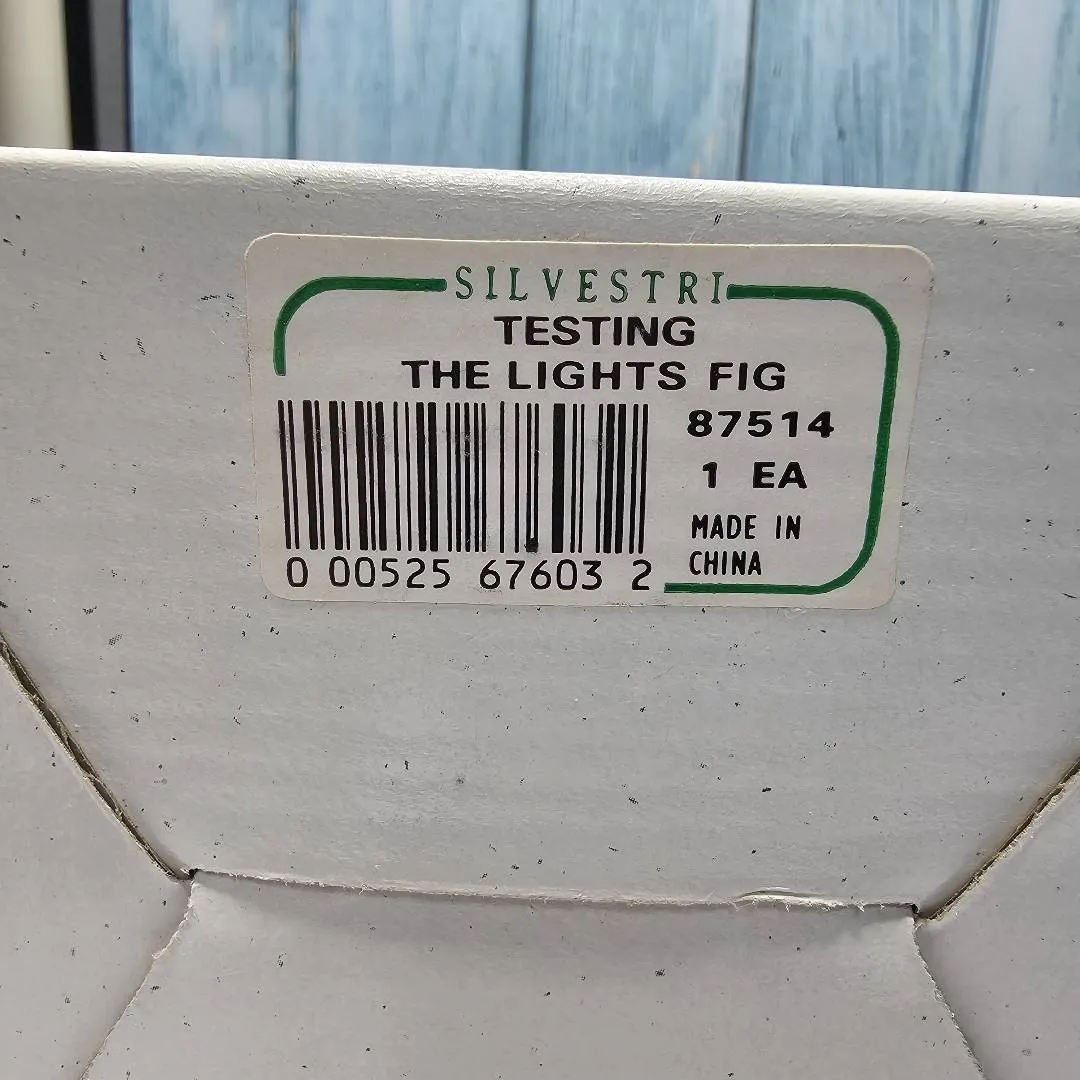 SILVESTRI
TESTING
THE LIGHTS FIG
87514
1 EA
MADE IN
CHINA
0 00525 67603 2